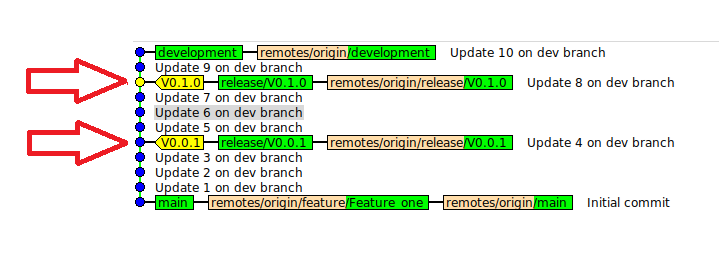 development remotes/origin/development Update 10 on dev branch
Update 9 on dev branch
V0.1.0 release/V0.1.0 remotes/origin/release/V0.1.0 Update 8 on dev branch
Update 7 on dev branch
Update 6 on dev branch
Update 5 on dev branch
V0.0.1 release/V0.0.1 remotes/origin/release/V0.0.1 Update 4 on dev branch
Update 3 on dev branch
Update 2 on dev branch
Update 1 on dev branch
main remotes/origin/feature/Feature_one remotes/origin/main Initial commit